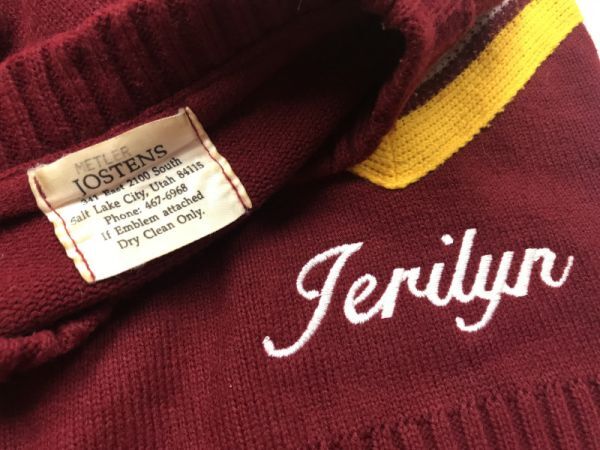 METLER
JOSTENS
341 East 2100 South
Salt Lake City, Utah 84115
Phone: 467-6968
If Emblem attached
Dry Clean Only.
Jerilyn